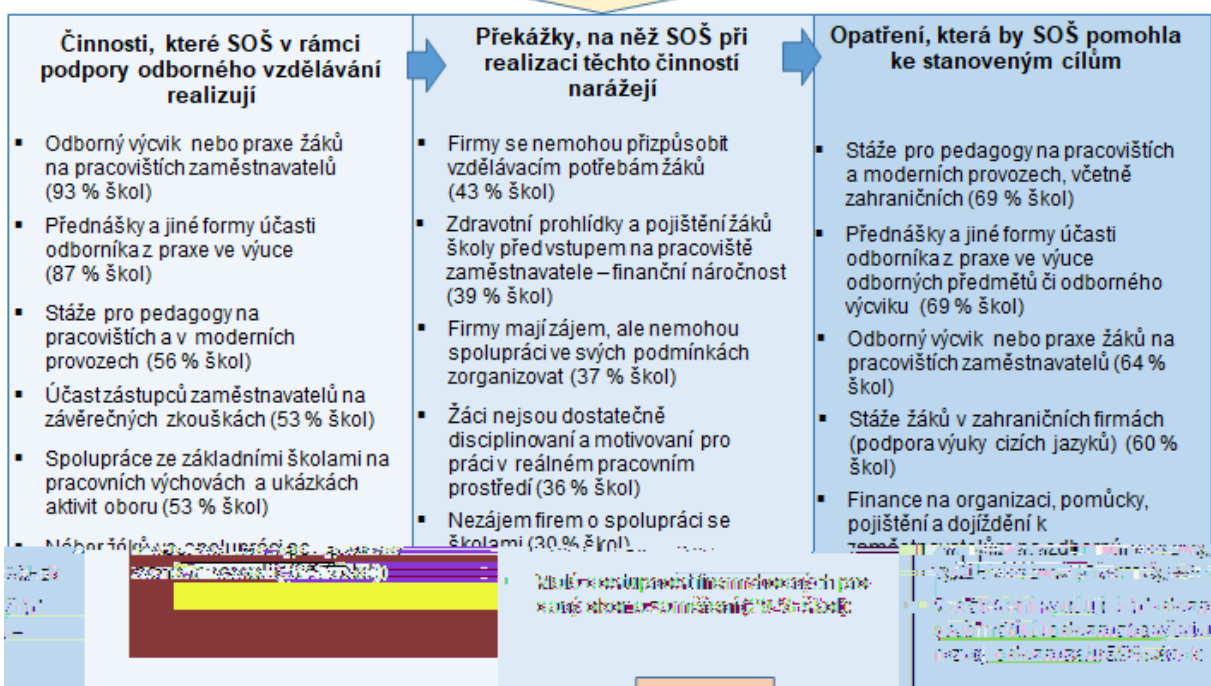 Činnosti, které SOŠ v rámci
podpory odborného vzdělávání
realizují
▪ Odborný výcvik nebo praxe žáků
na pracovištích zaměstnavatelů
(93 % škol)
▪ Přednášky a jiné formy účasti
odborníka z praxe ve výuce
(87 % škol)
▪ Stáže pro pedagogy na
pracovištích a v moderních
provozech (56 % škol)
▪ Účast zástupců zaměstnavatelů na
závěrečných zkouškách (53 % škol)
▪ Spolupráce ze základními školami na
pracovních výchovách a ukázkách
aktivit oboru (53 % škol)
Překážky, na něž SOŠ při
realizaci těchto činností
narážejí
▪ Firmy se nemohou přizpůsobit
vzdělávacím potřebám žáků
(43 % škol)
▪ Zdravotní prohlídky a pojištění žáků
školy před vstupem na pracoviště
zaměstnavatele – finanční náročnost
(39 % škol)
▪ Firmy mají zájem, ale nemohou
spolupráci ve svých podmínkách
zorganizovat (37 % škol)
▪ Žáci nejsou dostatečně
disciplinovaní a motivovaní pro
práci v reálném pracovním
prostředí (36 % škol)
▪ Nezájem firem o spolupráci se
školami (30 % škol)
Opatření, která by SOŠ pomohla
ke stanoveným cílům
▪ Stáže pro pedagogy na pracovištích
a moderních provozech, včetně
zahraničních (69 % škol)
▪ Přednášky a jiné formy účasti
odborníka z praxe ve výuce
odborných předmětů či odborného
výcviku (69 % škol)
▪ Odborný výcvik nebo praxe žáků na
pracovištích zaměstnavatelů (64 %
škol)
▪ Stáže žáků v zahraničních firmách
(podpora výuky cizích jazyků) (60 %
škol)
▪ Finance na organizaci, pomůcky,
pojištění a dojíždění k